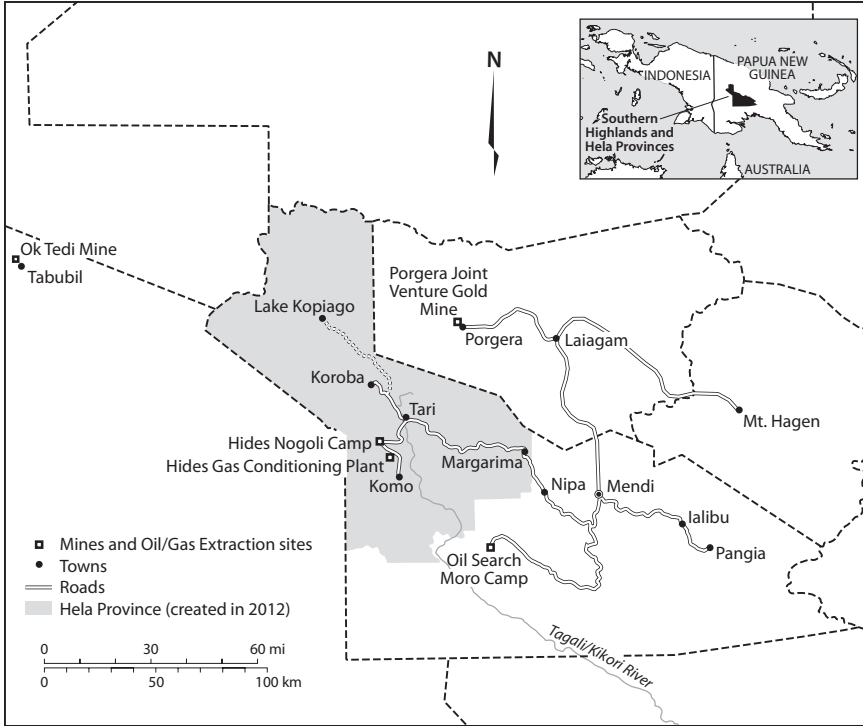 N
INDONESIA
PAPUA NEW
GUINEA
Southern
Highlands and
Hela Provinces
AUSTRALIA
Ok Tedi Mine
Tabubil
Lake Kopiago
Porgera Joint
Venture Gold
Mine
Porgera
Laiagam
Koroba
Tari
Mt. Hagen
Hides Nogoli Camp
Hides Gas Conditioning Plant
Margarima
Komo
Nipa
Mendi
Ialibu
Pangia
Oil Search
Moro Camp
Mines and Oil/Gas Extraction sites
Towns
Roads
Hela Province (created in 2012)
Tagali/Kikori River
0 30 60 mi
0 50 100 km